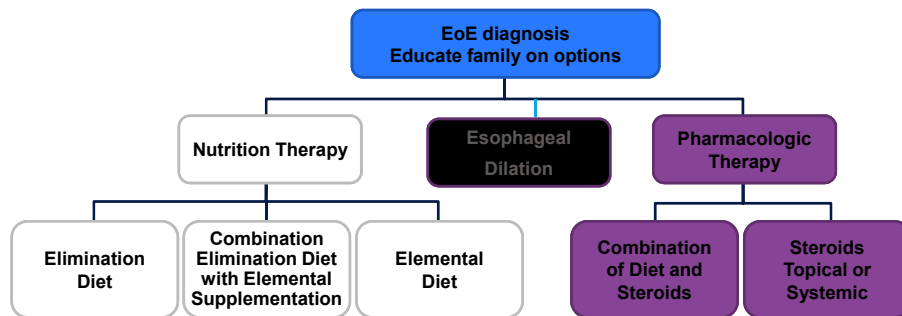 EoE diagnosis
Educate family on options
Nutrition Therapy
Esophageal
Dilation
Pharmacologic
Therapy
Elimination
Diet
Combination
Elimination Diet
with Elemental
Supplementation
Elemental
Diet
Combination
of Diet and
Steroids
Steroids
Topical or
Systemic